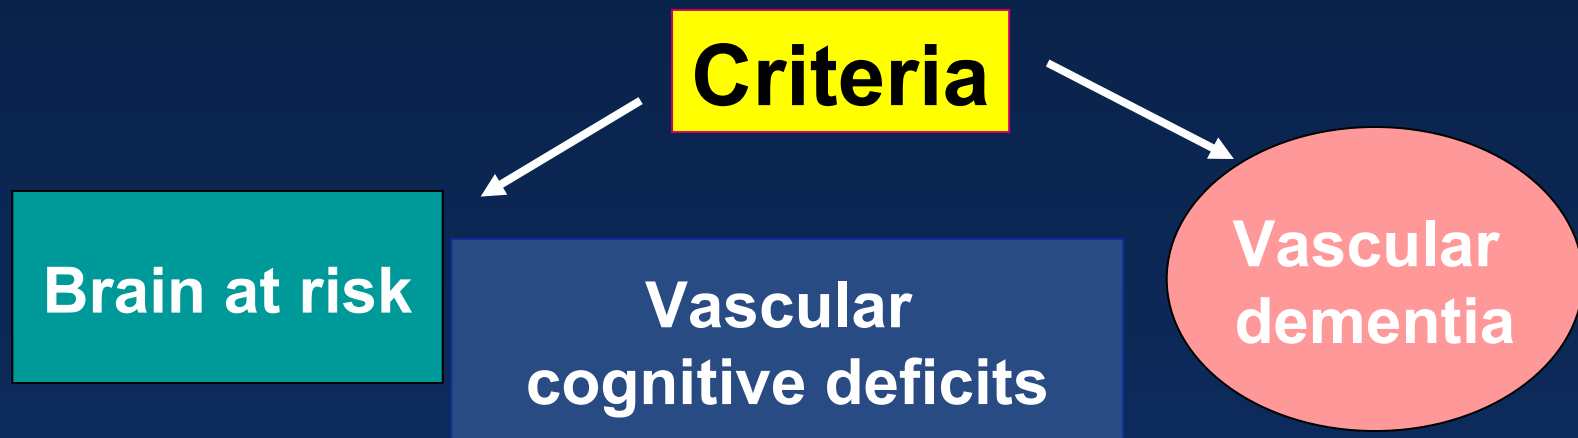 Criteria
Brain at risk
Vascular
cognitive deficits
Vascular
dementia